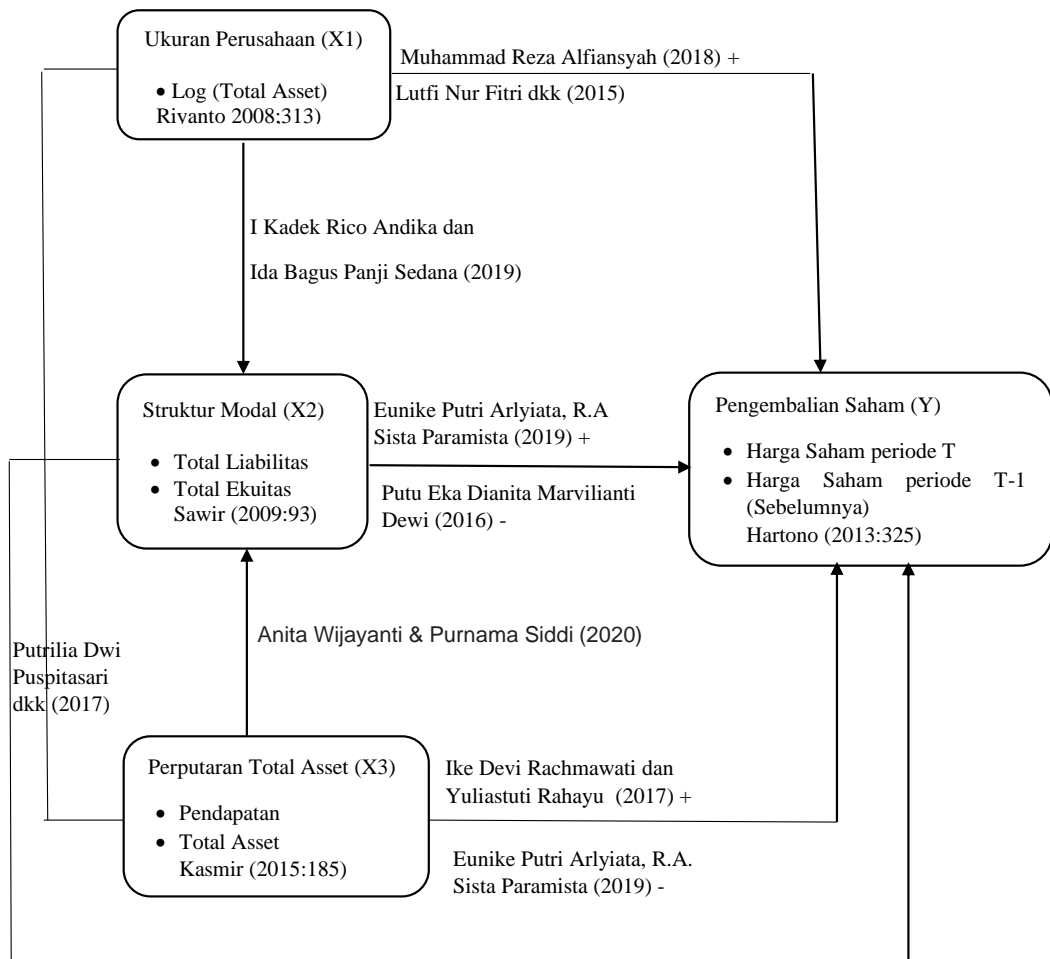 Ukuran Perusahaan (X1)
• Log (Total Asset)
Riyanto 2008;313)
Muhammad Reza Alfiansyah (2018) +
Lutfi Nur Fitri dkk (2015)
I Kadek Rico Andika dan
Ida Bagus Panji Sedana (2019)
Struktur Modal (X2)
• Total Liabilitas
• Total Ekuitas
Sawir (2009:93)
Eunike Putri Arlyiata, R.A
Sista Paramista (2019) +
Putu Eka Dianita Marvilianti
Dewi (2016) -
Pengembalian Saham (Y)
• Harga Saham periode T
• Harga Saham periode T-1
(Sebelumnya)
Hartono (2013:325)
Anita Wijayanti & Purnama Siddi (2020)
Putrilia Dwi
Puspitasari
dkk (2017)
Perputaran Total Asset (X3)
• Pendapatan
• Total Asset
Kasmir (2015:185)
Ike Devi Rachmawati dan
Yuliastuti Rahayu (2017) +
Eunike Putri Arlyiata, R.A.
Sista Paramista (2019) -